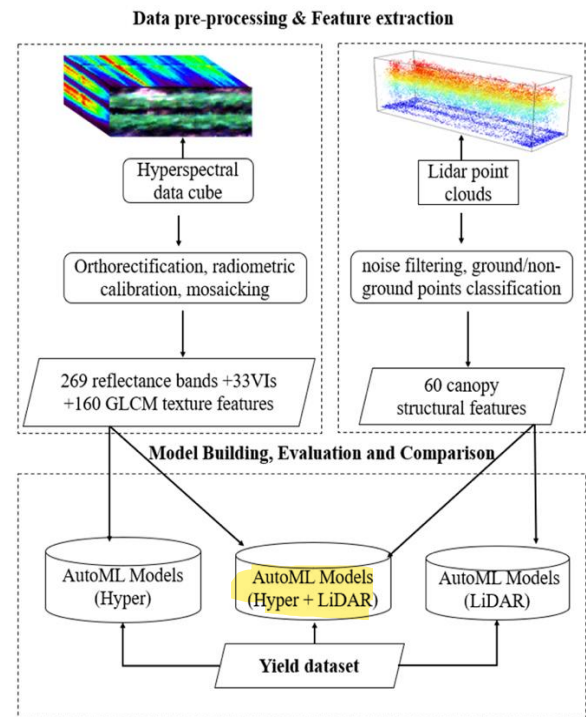 Data pre-processing & Feature extraction
Hyperspectral
data cube
Lidar point
clouds
Orthorectification, radiometric
calibration, mosaicking
noise filtering, ground/non-
ground points classification
269 reflectance bands +33VIs
+160 GLCM texture features
60 canopy
structural features
Model Building, Evaluation and Comparison
AutoML Models
(Hyper)
AutoML Models
(Hyper + LiDAR)
AutoML Models
(LiDAR)
Yield dataset